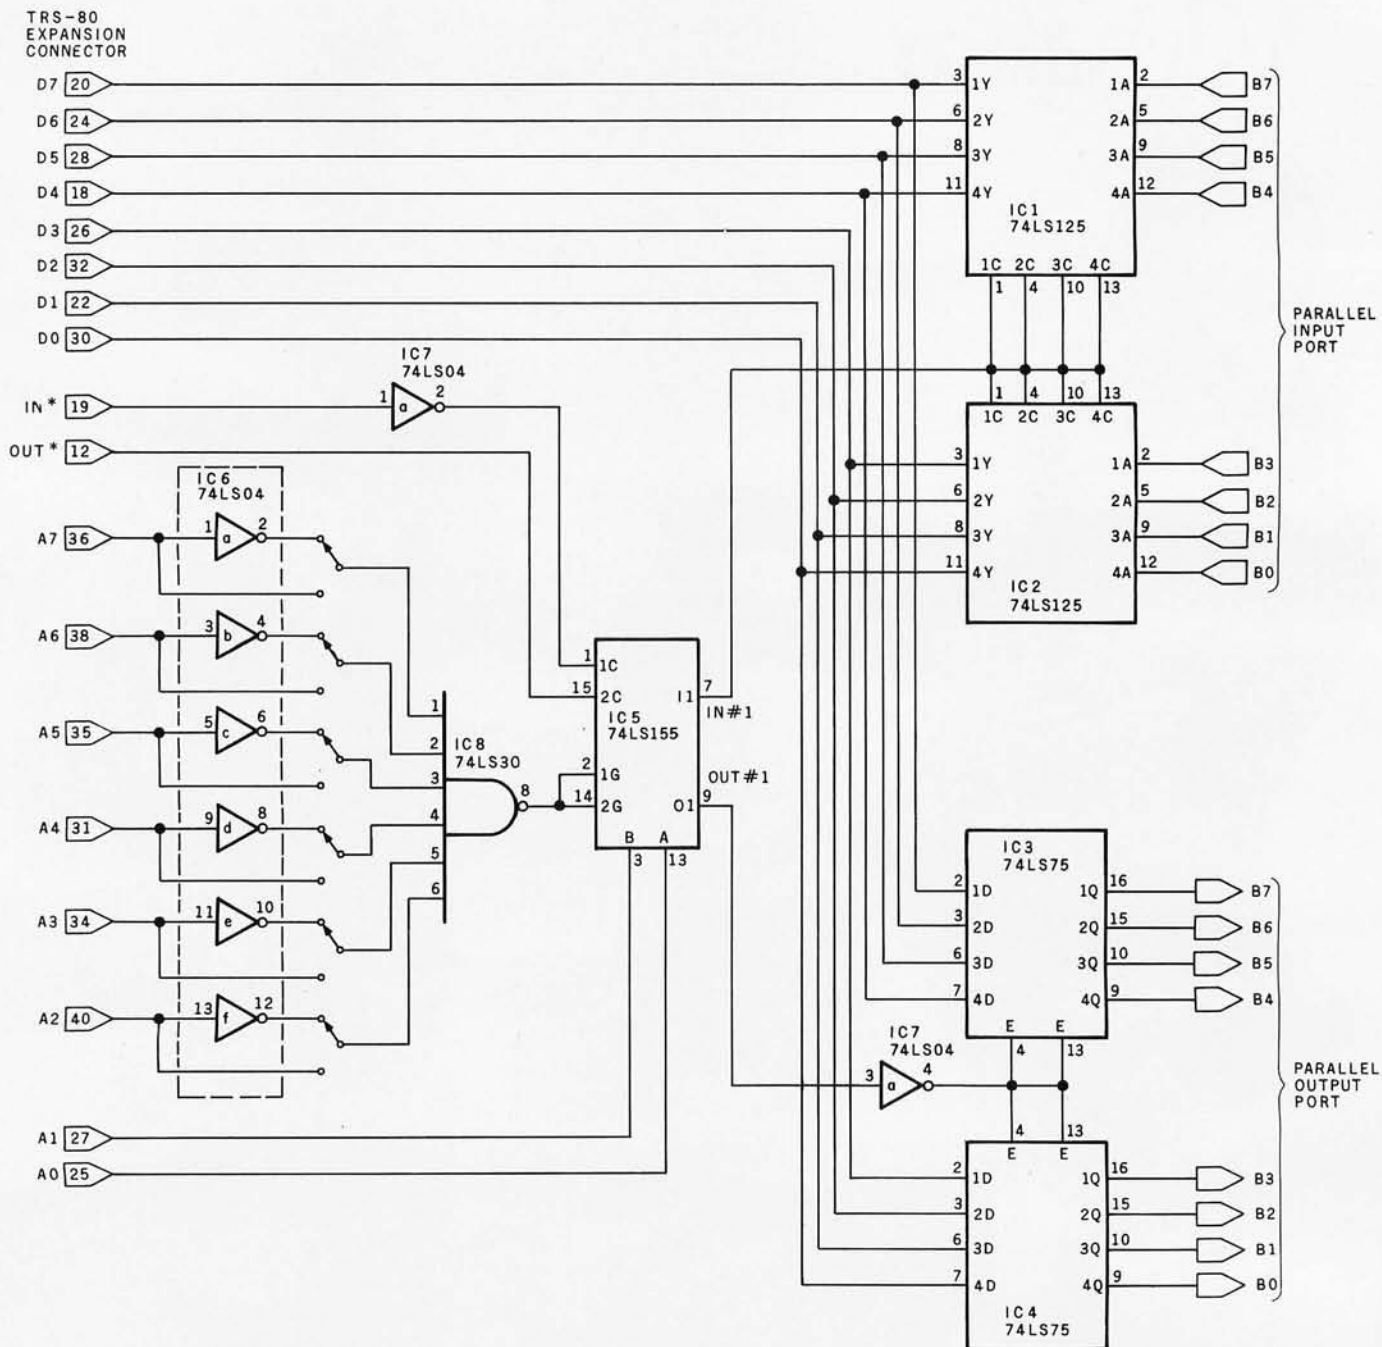 TRS-80
EXPANSION
CONNECTOR
D7 20
D6 24
D5 28
D4 18
D3 26
D2 32
D1 22
D0 30
IN* 19
OUT* 12
A7 36
A6 38
A5 35
A4 31
A3 34
A2 40
A1 27
A0 25
IC7
74LS04
1 a 2
IC6
74LS04
1 a 2
3 b 4
5 c 6
9 d 8
11 e 10
13 f 12
1
2
3
4
5
6
IC8
74LS30
8
1 1C
15 2C
IC5
74LS155
2 1G
14 2G
B A
3 13
I1 7
IN#1
OUT#1
O1 9
3 1Y 1A 2 B7
6 2Y 2A 5 B6
8 3Y 3A 9 B5
11 4Y 4A 12 B4
IC1
74LS125
1C 2C 3C 4C
1 4 10 13
1 4 10 13
1C 2C 3C 4C
3 1Y 1A 2 B3
6 2Y 2A 5 B2
8 3Y 3A 9 B1
11 4Y 4A 12 B0
IC2
74LS125
PARALLEL
INPUT
PORT
IC3
74LS75
2 1D 1Q 16 B7
3 2D 2Q 15 B6
6 3D 3Q 10 B5
7 4D 4Q 9 B4
E E
4 13
IC7
74LS04
3 a 4
4 13
E E
2 1D 1Q 16 B3
3 2D 2Q 15 B2
6 3D 3Q 10 B1
7 4D 4Q 9 B0
IC4
74LS75
PARALLEL
OUTPUT
PORT